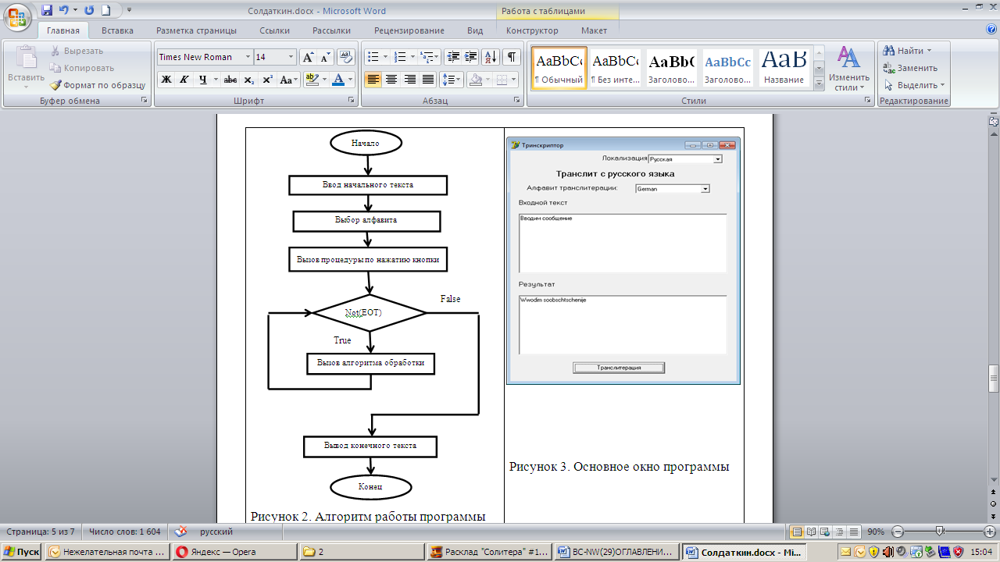 Солдаткин.docx - Microsoft Word
Работа с таблицами
Главная Вставка Разметка страницы Ссылки Рассылки Рецензирование Вид Конструктор Макет
Вставить
Вырезать
Копировать
Формат по образцу
Буфер обмена
Times New Roman 14
Ж К Ч abc x₂ x² Aa
Шрифт
Абзац
AaBbCc AaBbCc AaBbC AaBbCc AaB
¶ Обычный ¶ Без инте... Заголово... Заголово... Название
Изменить стили
Стили
Найти
Заменить
Выделить
Редактирование
Начало
Ввод начального текста
Выбор алфавита
Вызов процедуры по нажатию кнопки
Not(EOT)
False
True
Вызов алгоритма обработки
Вывод конечного текста
Конец
Рисунок 2. Алгоритм работы программы
Тринскриптор
Локализация Русская
Транслит с русского языка
Алфавит транслитерации: German
Входной текст
Вводим сообщение
Результат
Wwodim soobschtschenije
Транслитерация
Рисунок 3. Основное окно программы
Страница: 5 из 7 Число слов: 1 604 русский 90%
Пуск Нежелательная почта ... Яндекс — Opera 2 Расклад "Солитера" #1... BC-NW(29)ОГЛАВЛЕНИ... Солдаткин.docx - Mi... 15:04